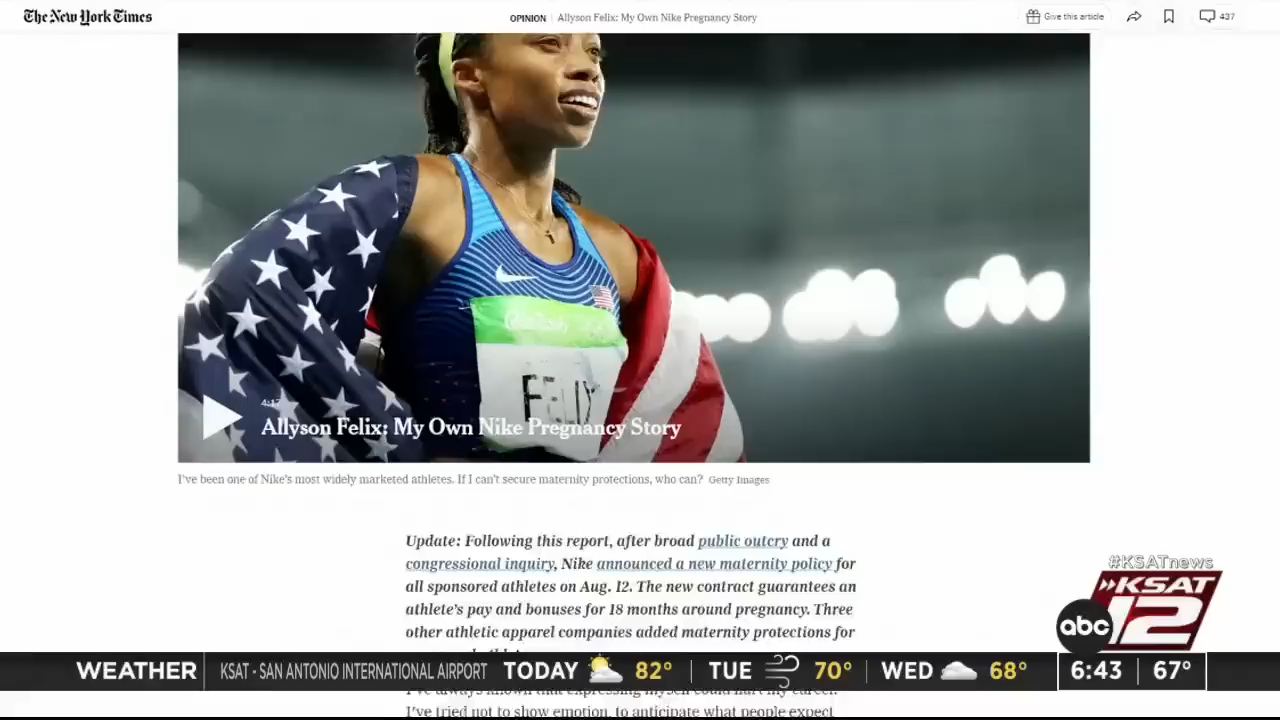 The New York Times
OPINION | Allyson Felix: My Own Nike Pregnancy Story
Give this article
437
FELIX
4:17
Allyson Felix: My Own Nike Pregnancy Story
I've been one of Nike's most widely marketed athletes. If I can't secure maternity protections, who can? Getty Images
Update: Following this report, after broad public outcry and a
congressional inquiry, Nike announced a new maternity policy for
all sponsored athletes on Aug. 12. The new contract guarantees an
athlete's pay and bonuses for 18 months around pregnancy. Three
other athletic apparel companies added maternity protections for
#KSATnews
KSAT
12
abc
WEATHER
KSAT - SAN ANTONIO INTERNATIONAL AIRPORT
TODAY 82° | TUE 70° | WED 68°
6:43 | 67°
I've always known that expressing myself could hurt my career.
I've tried not to show emotion, to anticipate what people expect